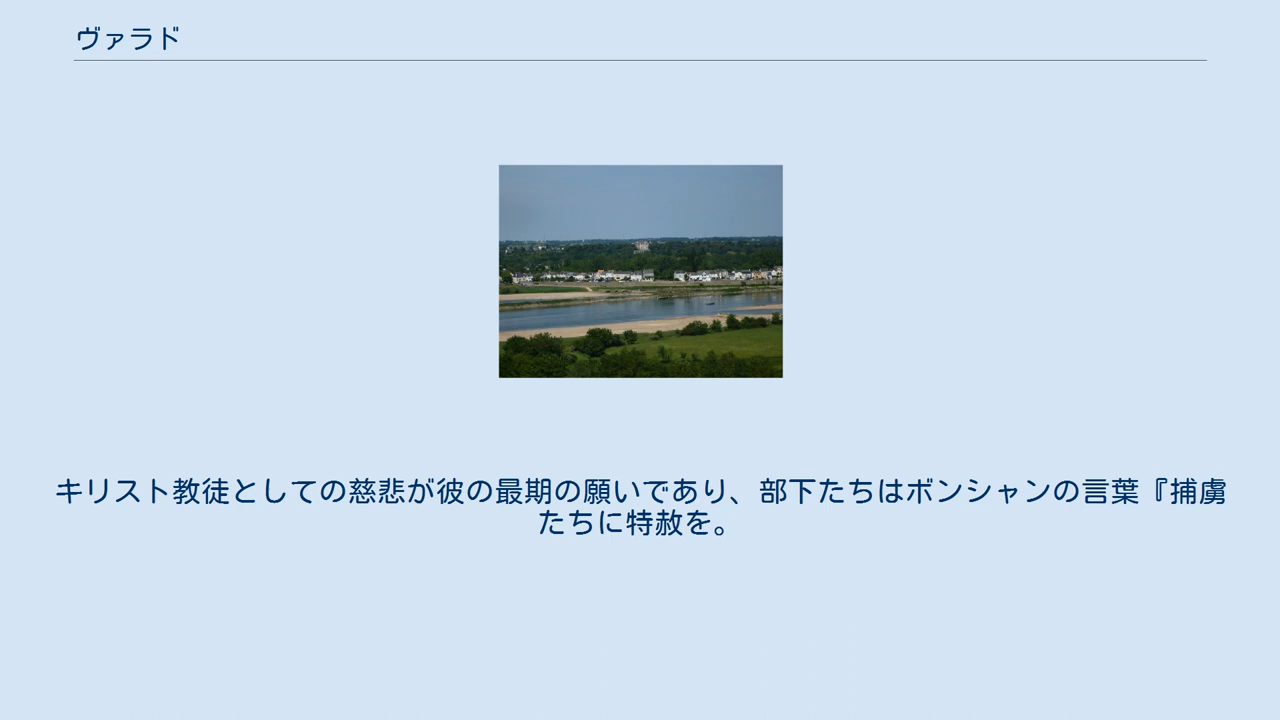 ヴァラド
キリスト教徒としての慈悲が彼の最期の願いであり、部下たちはボンシャンの言葉『捕虜
たちに特赦を。